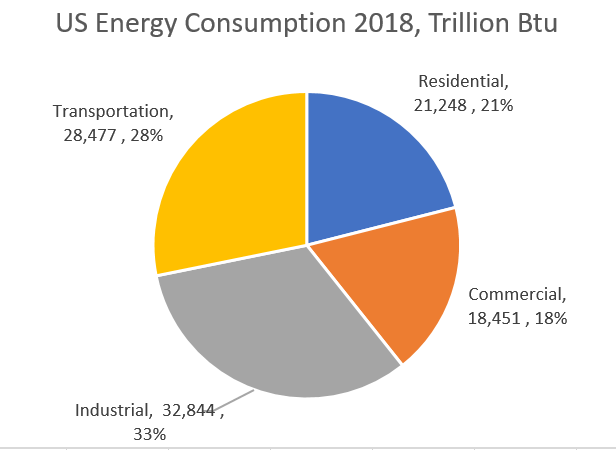 US Energy Consumption 2018, Trillion Btu
Residential,
21,248 , 21%
Transportation,
28,477 , 28%
Commercial,
18,451 , 18%
Industrial,  32,844 ,
33%